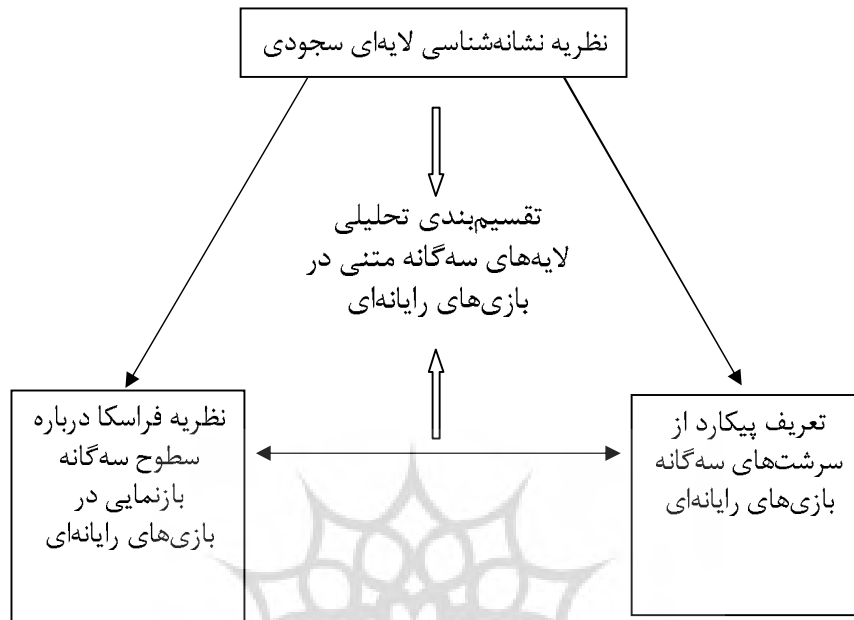 نظریه نشانه‌شناسی لایه‌ای سجودی
تقسیم‌بندی تحلیلی
لایه‌های سه‌گانه متنی در
بازی‌های رایانه‌ای
تعریف پیکارد از
سرشت‌های سه‌گانه
بازی‌های رایانه‌ای
نظریه فراسکا درباره
سطوح سه‌گانه
بازنمایی در
بازی‌های رایانه‌ای